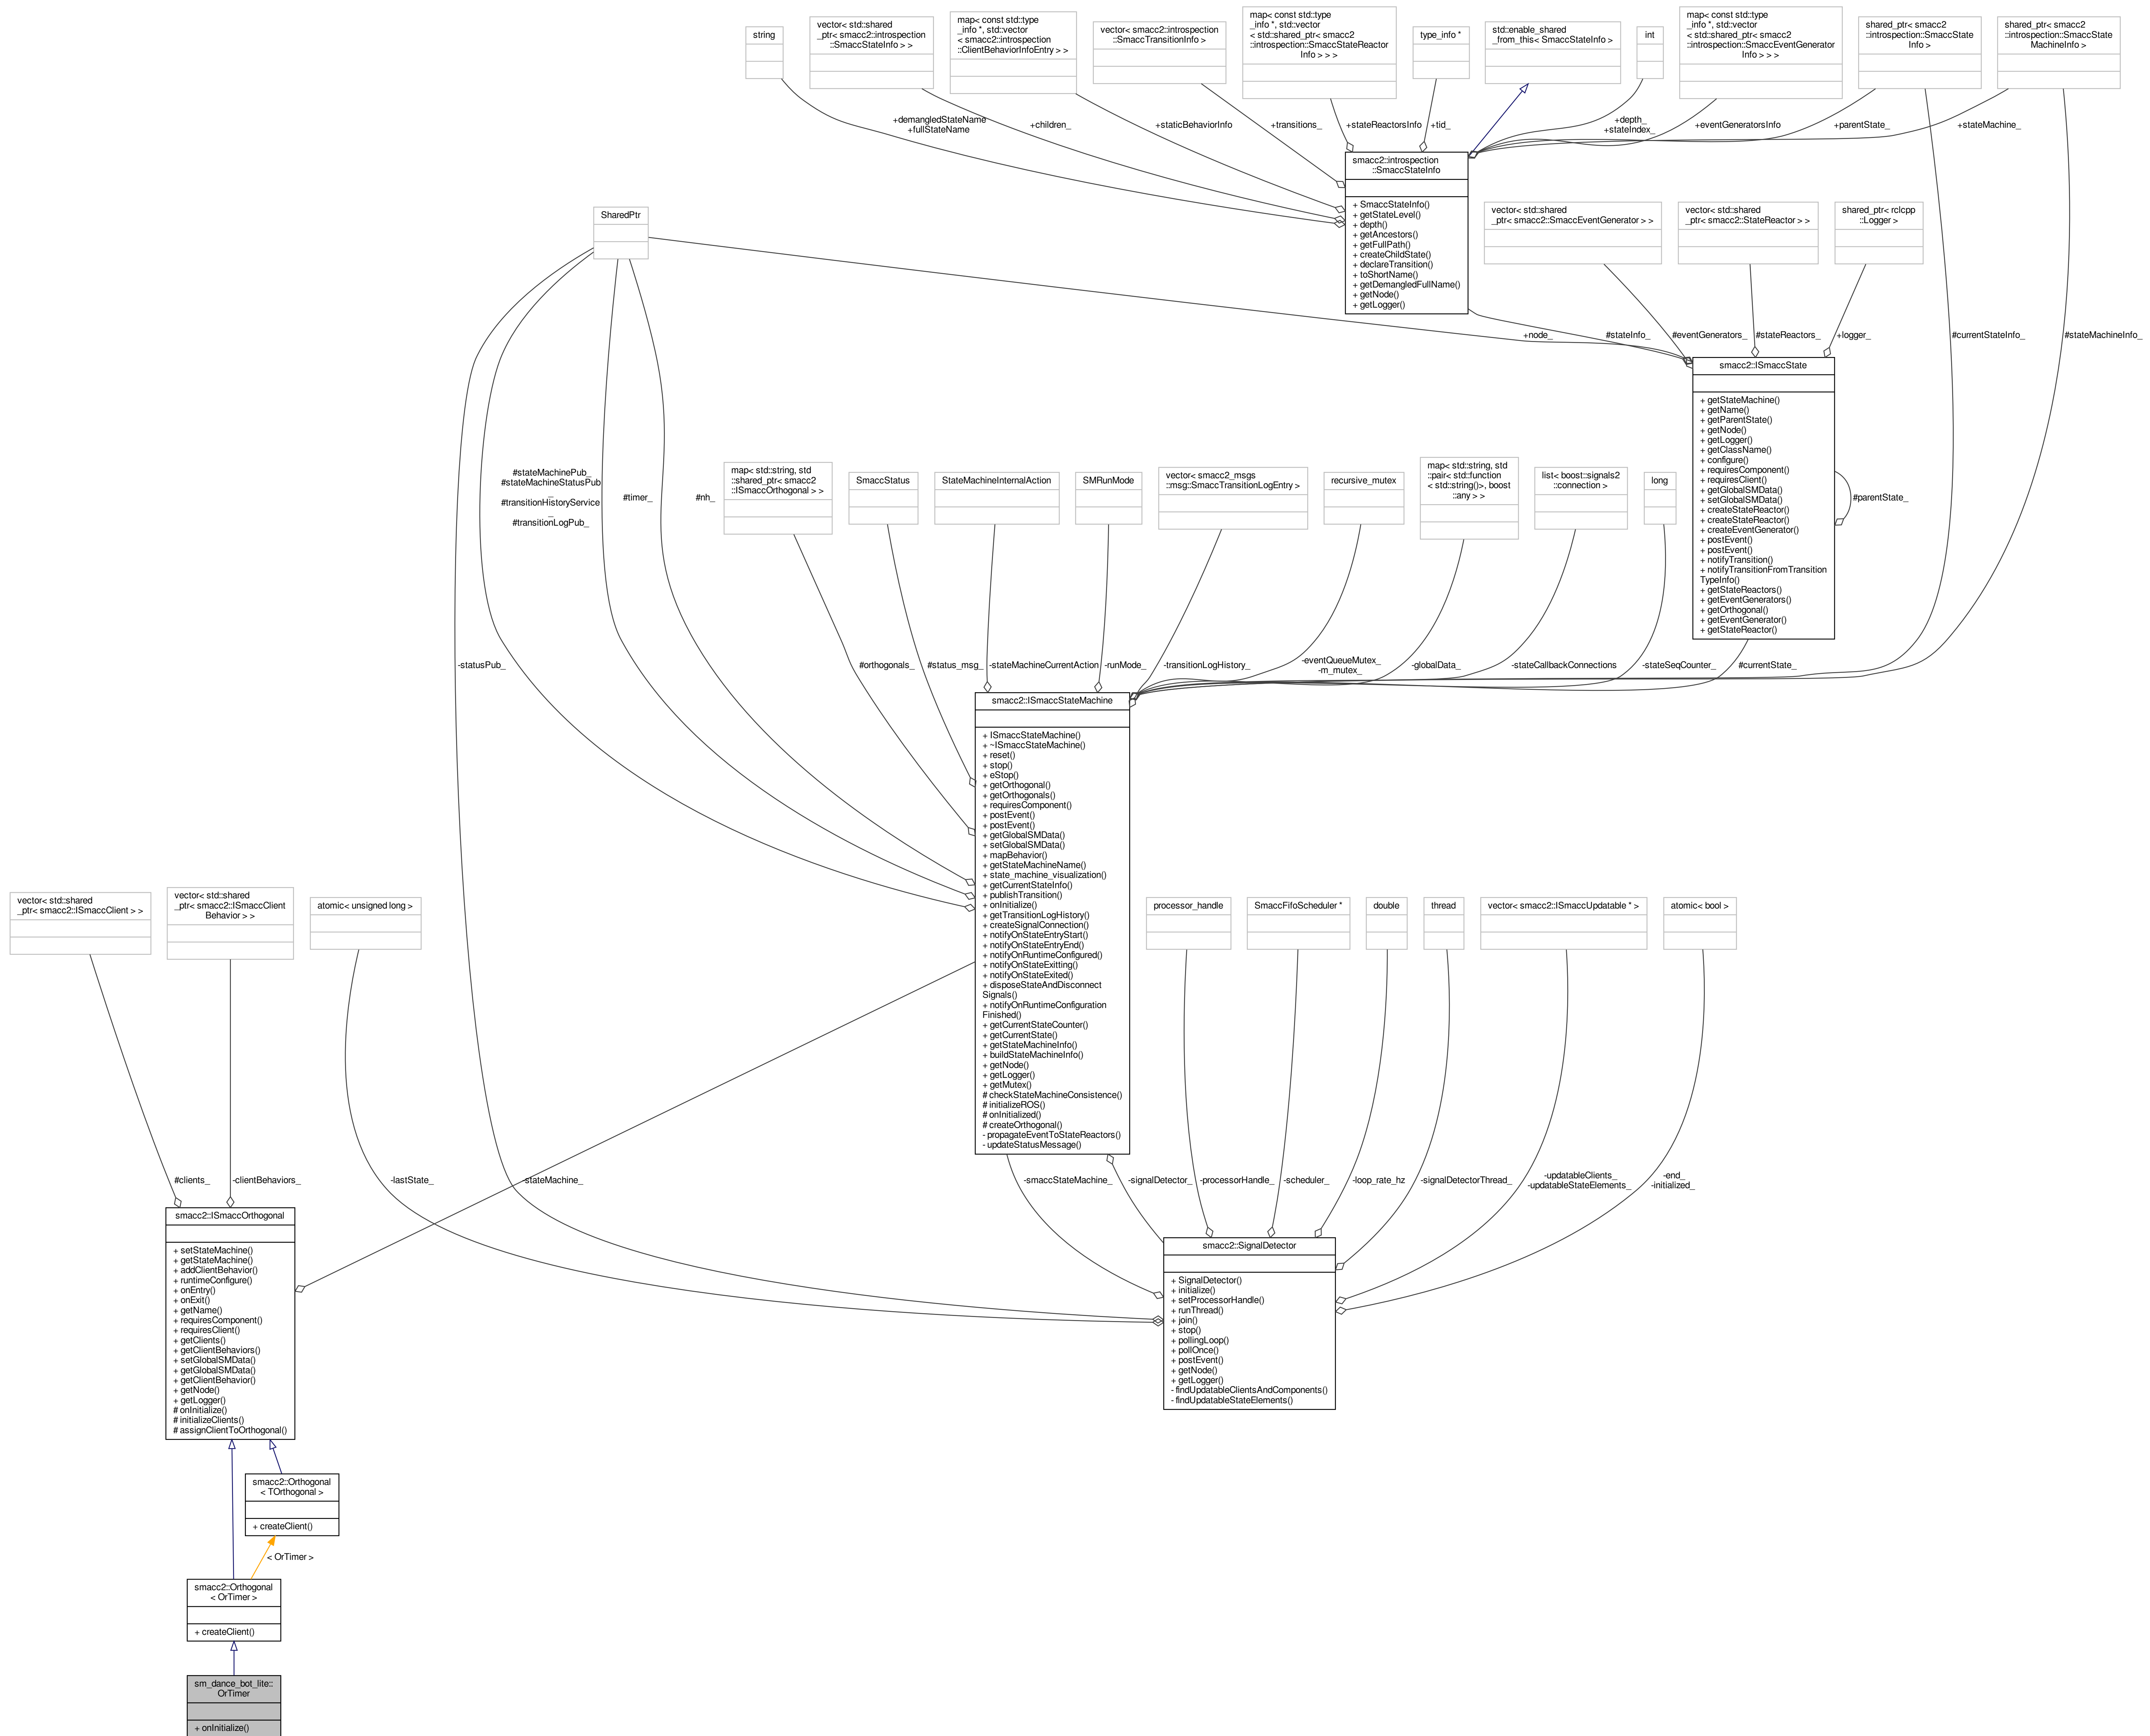 string
vector< std::shared
_ptr< smacc2::introspection
::SmaccStateInfo > >
map< const std::type
_info *, std::vector
< smacc2::introspection
::ClientBehaviorInfoEntry > >
vector< smacc2::introspection
::SmaccTransitionInfo >
map< const std::type
_info *, std::vector
< std::shared_ptr< smacc2
::introspection::SmaccStateReactor
Info > > >
type_info *
std::enable_shared
_from_this< SmaccStateInfo >
int
map< const std::type
_info *, std::vector
< std::shared_ptr< smacc2
::introspection::SmaccEventGenerator
Info > > >
shared_ptr< smacc2
::introspection::SmaccState
Info >
shared_ptr< smacc2
::introspection::SmaccState
MachineInfo >
+demangledStateName
+fullStateName
+children_
+staticBehaviorInfo
+transitions_
+stateReactorsInfo
+tid_
+depth_
+stateIndex_
+eventGeneratorsInfo
+parentState_
+stateMachine_
smacc2::introspection
::SmaccStateInfo
+ SmaccStateInfo()
+ getStateLevel()
+ depth()
+ getAncestors()
+ getFullPath()
+ createChildState()
+ declareTransition()
+ toShortName()
+ getDemangledFullName()
+ getNode()
+ getLogger()
SharedPtr
vector< std::shared
_ptr< smacc2::SmaccEventGenerator > >
vector< std::shared
_ptr< smacc2::StateReactor > >
shared_ptr< rclcpp
::Logger >
+node_
#stateInfo_
#eventGenerators_
#stateReactors_
+logger_
#currentStateInfo_
#stateMachineInfo_
smacc2::ISmaccState
+ getStateMachine()
+ getName()
+ getParentState()
+ getNode()
+ getLogger()
+ getClassName()
+ configure()
+ requiresComponent()
+ requiresClient()
+ getGlobalSMData()
+ setGlobalSMData()
+ createStateReactor()
+ createStateReactor()
+ createEventGenerator()
+ postEvent()
+ postEvent()
+ notifyTransition()
+ notifyTransitionFromTransition
TypeInfo()
+ getStateReactors()
+ getEventGenerators()
+ getOrthogonal()
+ getEventGenerator()
+ getStateReactor()
#parentState_
#stateMachinePub_
#stateMachineStatusPub
_
#transitionHistoryService
_
#transitionLogPub_
#timer_
#nh_
map< std::string, std
::shared_ptr< smacc2
::ISmaccOrthogonal > >
SmaccStatus
StateMachineInternalAction
SMRunMode
vector< smacc2_msgs
::msg::SmaccTransitionLogEntry >
recursive_mutex
map< std::string, std
::pair< std::function
< std::string()>, boost
::any > >
list< boost::signals2
::connection >
long
-statusPub_
#orthogonals_
#status_msg_
-stateMachineCurrentAction
-runMode_
-transitionLogHistory_
-eventQueueMutex_
-m_mutex_
-globalData_
-stateCallbackConnections
-stateSeqCounter_
#currentState_
smacc2::ISmaccStateMachine
+ ISmaccStateMachine()
+ ~ISmaccStateMachine()
+ reset()
+ stop()
+ eStop()
+ getOrthogonal()
+ getOrthogonals()
+ requiresComponent()
+ postEvent()
+ postEvent()
+ getGlobalSMData()
+ setGlobalSMData()
+ mapBehavior()
+ getStateMachineName()
+ state_machine_visualization()
+ getCurrentStateInfo()
+ publishTransition()
+ onInitialize()
+ getTransitionLogHistory()
+ createSignalConnection()
+ notifyOnStateEntryStart()
+ notifyOnStateEntryEnd()
+ notifyOnRuntimeConfigured()
+ notifyOnStateExitting()
+ notifyOnStateExited()
+ disposeStateAndDisconnect
Signals()
+ notifyOnRuntimeConfiguration
Finished()
+ getCurrentStateCounter()
+ getCurrentState()
+ getStateMachineInfo()
+ buildStateMachineInfo()
+ getNode()
+ getLogger()
+ getMutex()
# checkStateMachineConsistence()
# initializeROS()
# onInitialized()
# createOrthogonal()
- propagateEventToStateReactors()
- updateStatusMessage()
vector< std::shared
_ptr< smacc2::ISmaccClient > >
vector< std::shared
_ptr< smacc2::ISmaccClient
Behavior > >
atomic< unsigned long >
processor_handle
SmaccFifoScheduler *
double
thread
vector< smacc2::ISmaccUpdatable * >
atomic< bool >
#clients_
-clientBehaviors_
-lastState_
-stateMachine_
-smaccStateMachine_
-signalDetector_
-processorHandle_
-scheduler_
-loop_rate_hz
-signalDetectorThread_
-updatableClients_
-updatableStateElements_
-end_
-initialized_
smacc2::ISmaccOrthogonal
+ setStateMachine()
+ getStateMachine()
+ addClientBehavior()
+ runtimeConfigure()
+ onEntry()
+ onExit()
+ getName()
+ requiresComponent()
+ requiresClient()
+ getClients()
+ getClientBehaviors()
+ setGlobalSMData()
+ getGlobalSMData()
+ getClientBehavior()
+ getNode()
+ getLogger()
# onInitialize()
# initializeClients()
# assignClientToOrthogonal()
smacc2::SignalDetector
+ SignalDetector()
+ initialize()
+ setProcessorHandle()
+ runThread()
+ join()
+ stop()
+ pollingLoop()
+ pollOnce()
+ postEvent()
+ getNode()
+ getLogger()
- findUpdatableClientsAndComponents()
- findUpdatableStateElements()
smacc2::Orthogonal
< TOrthogonal >
+ createClient()
< OrTimer >
smacc2::Orthogonal
< OrTimer >
+ createClient()
sm_dance_bot_lite::
OrTimer
+ onInitialize()